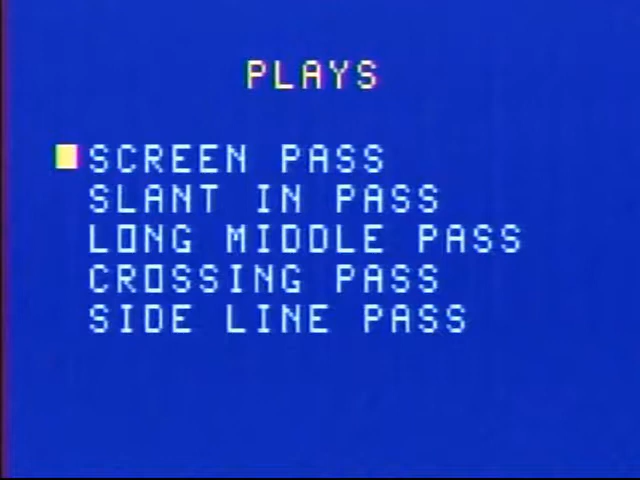 PLAYS
SCREEN PASS
SLANT IN PASS
LONG MIDDLE PASS
CROSSING PASS
SIDE LINE PASS